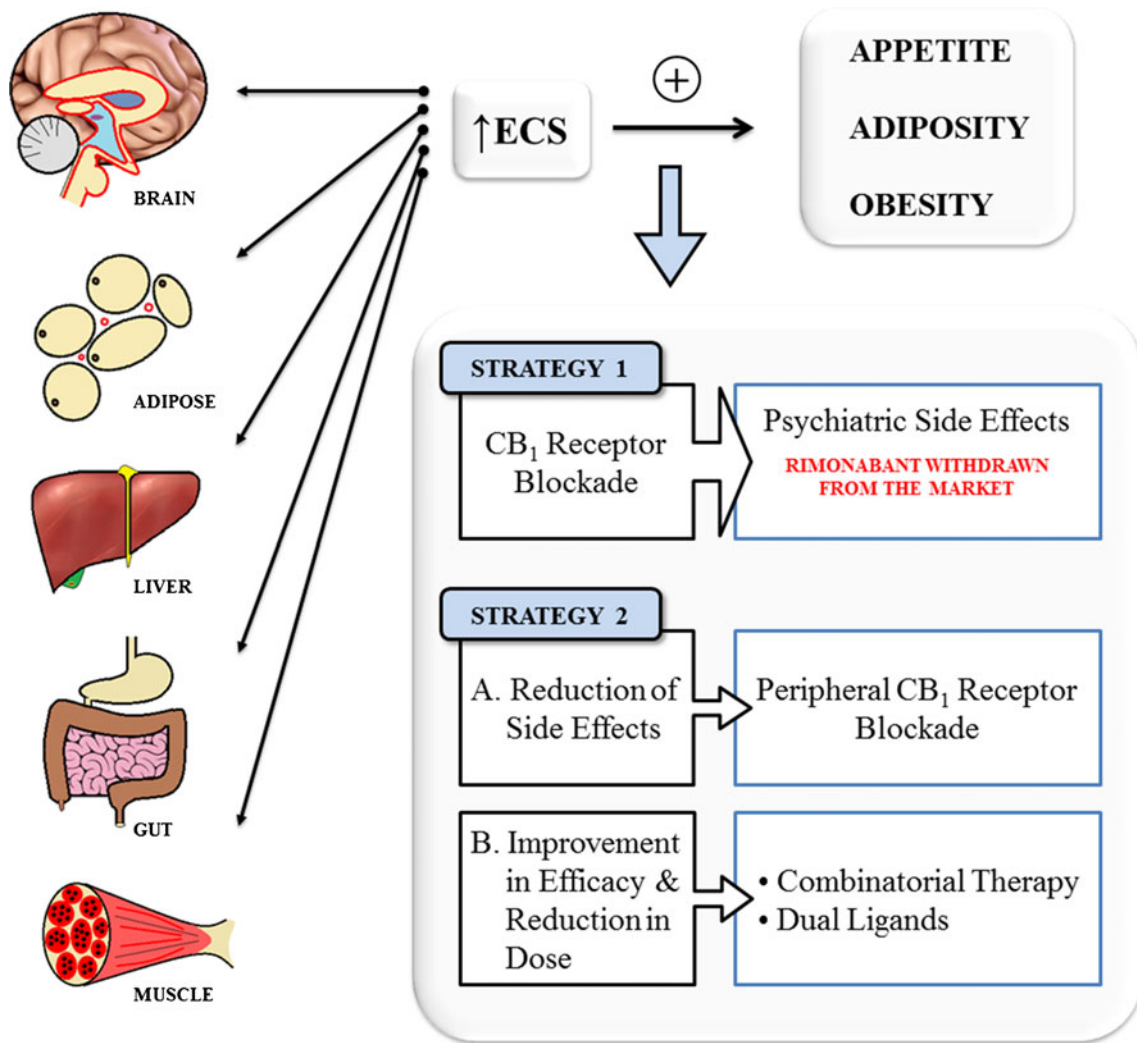 BRAIN
ADIPOSE
LIVER
GUT
MUSCLE
↑ECS
+
APPETITE
ADIPOSITY
OBESITY
STRATEGY 1
CB₁ Receptor
Blockade
Psychiatric Side Effects
RIMONABANT WITHDRAWN
FROM THE MARKET
STRATEGY 2
A. Reduction of
Side Effects
Peripheral CB₁ Receptor
Blockade
B. Improvement
in Efficacy &
Reduction in
Dose
• Combinatorial Therapy
• Dual Ligands